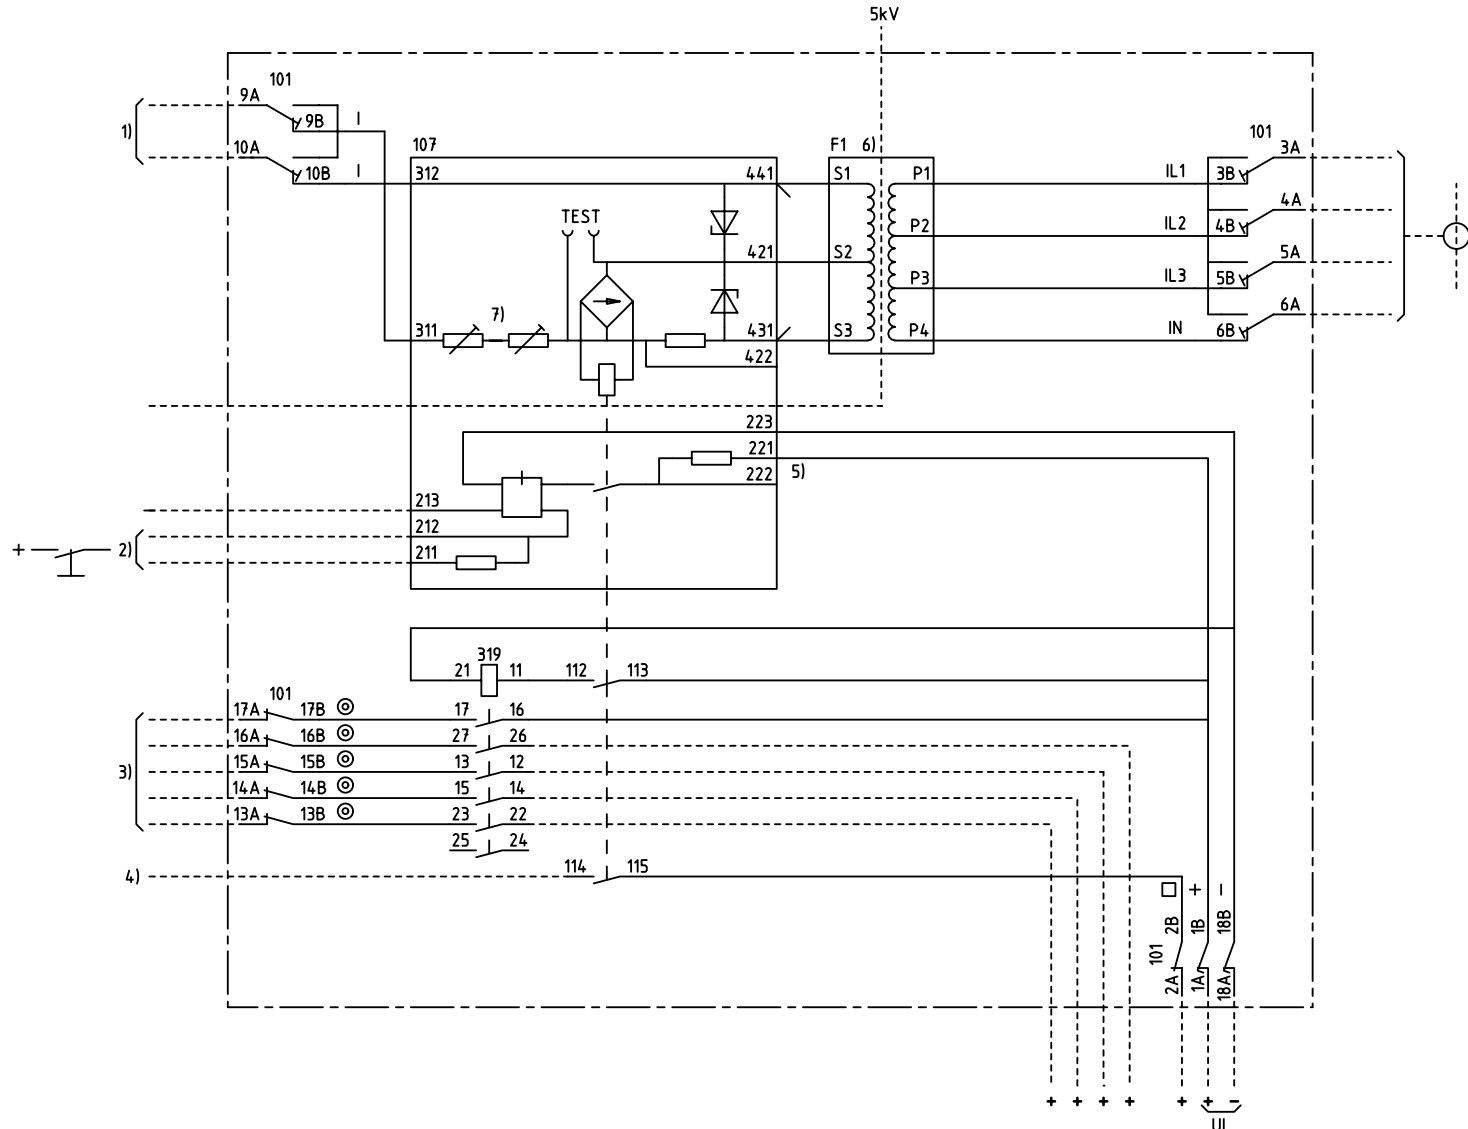 5kV
101
9A
9B I
1)
10A
10B I
107
312 441
F1 6)
S1 P1
IL1
101
3A
3B
TEST
4A
P2
IL2 4B
421 S2
5A
P3
IL3 5B
7)
6A
311 431 S3 P4
IN 6B
422
223
221
222 5)
213
212
+ 2)
211
319
21 11 112 113
101
17A 17B 17 16
16A 16B 27 26
3)
15A 15B 13 12
14A 14B 15 14
13A 13B 23 22
25 24
4)
114 115
+ −
2B 1B 18B
101
2A 1A 18A
+ + + + + + −
UL